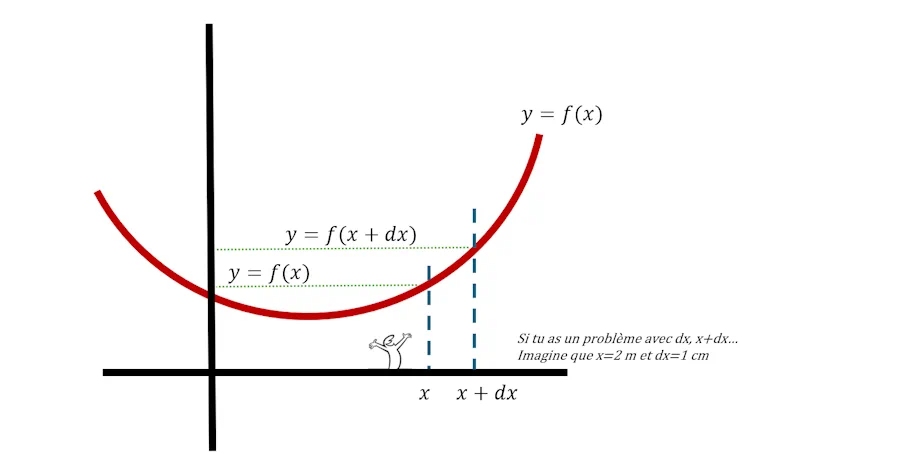 y = f(x)
y = f(x + dx)
y = f(x)
Si tu as un problème avec dx, x+dx...
Imagine que x=2 m et dx=1 cm
x
x + dx